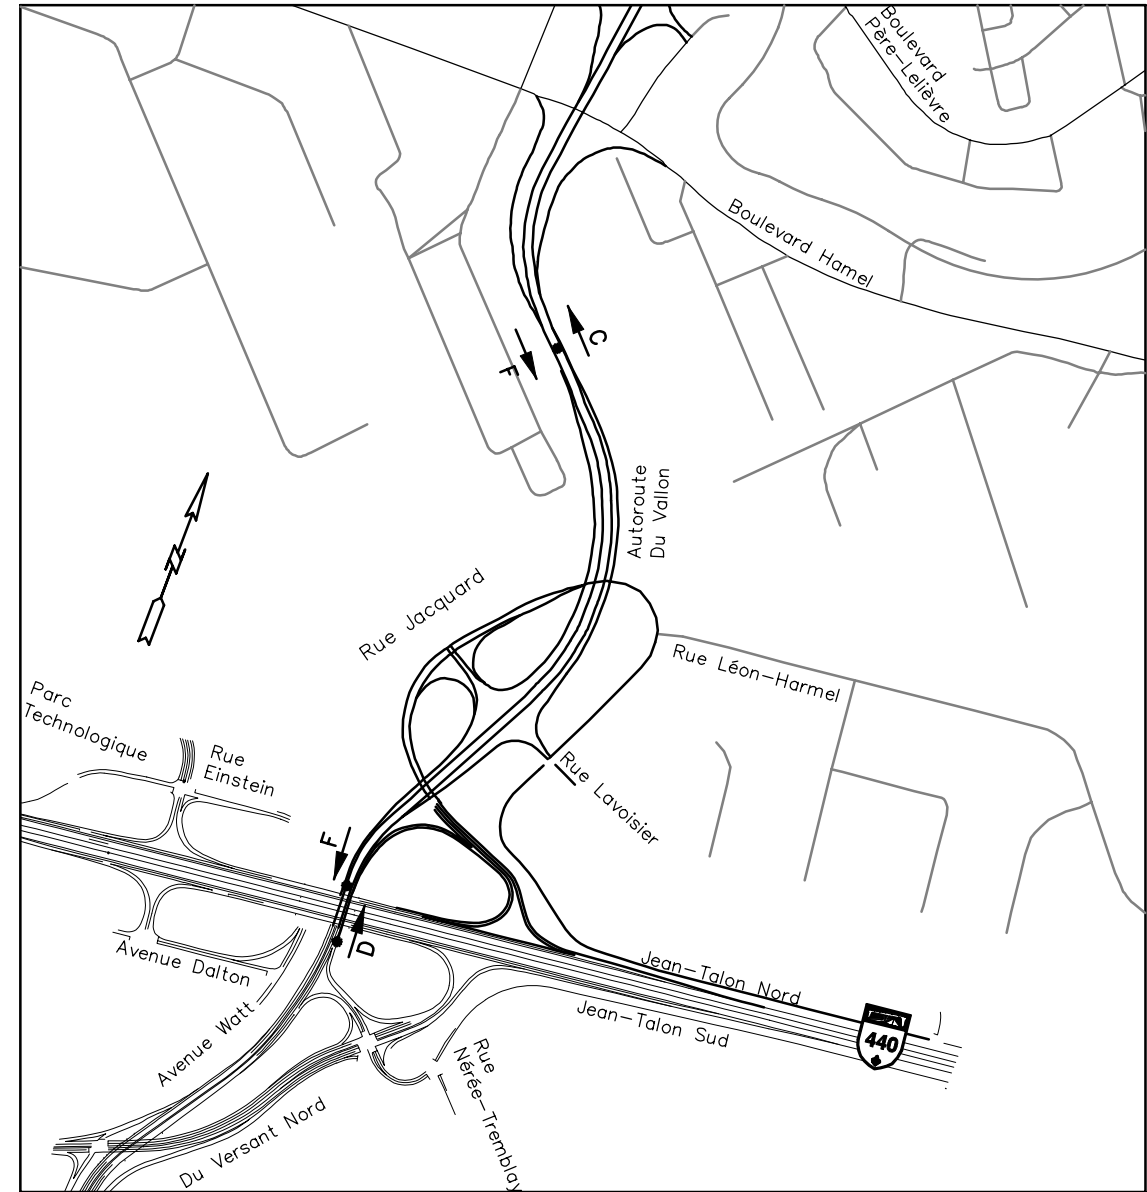 Boulevard
Père-Lelièvre
Boulevard Hamel
C
F
Autoroute
Du Vallon
N
Rue Jacquard
Rue Léon-Harmel
Parc
Technologique
Rue
Einstein
Rue Lavoisier
F
D
Avenue Dalton
Jean-Talon Nord
Jean-Talon Sud
440
Avenue Watt
Rue
Nérée-Tremblay
Du Versant Nord